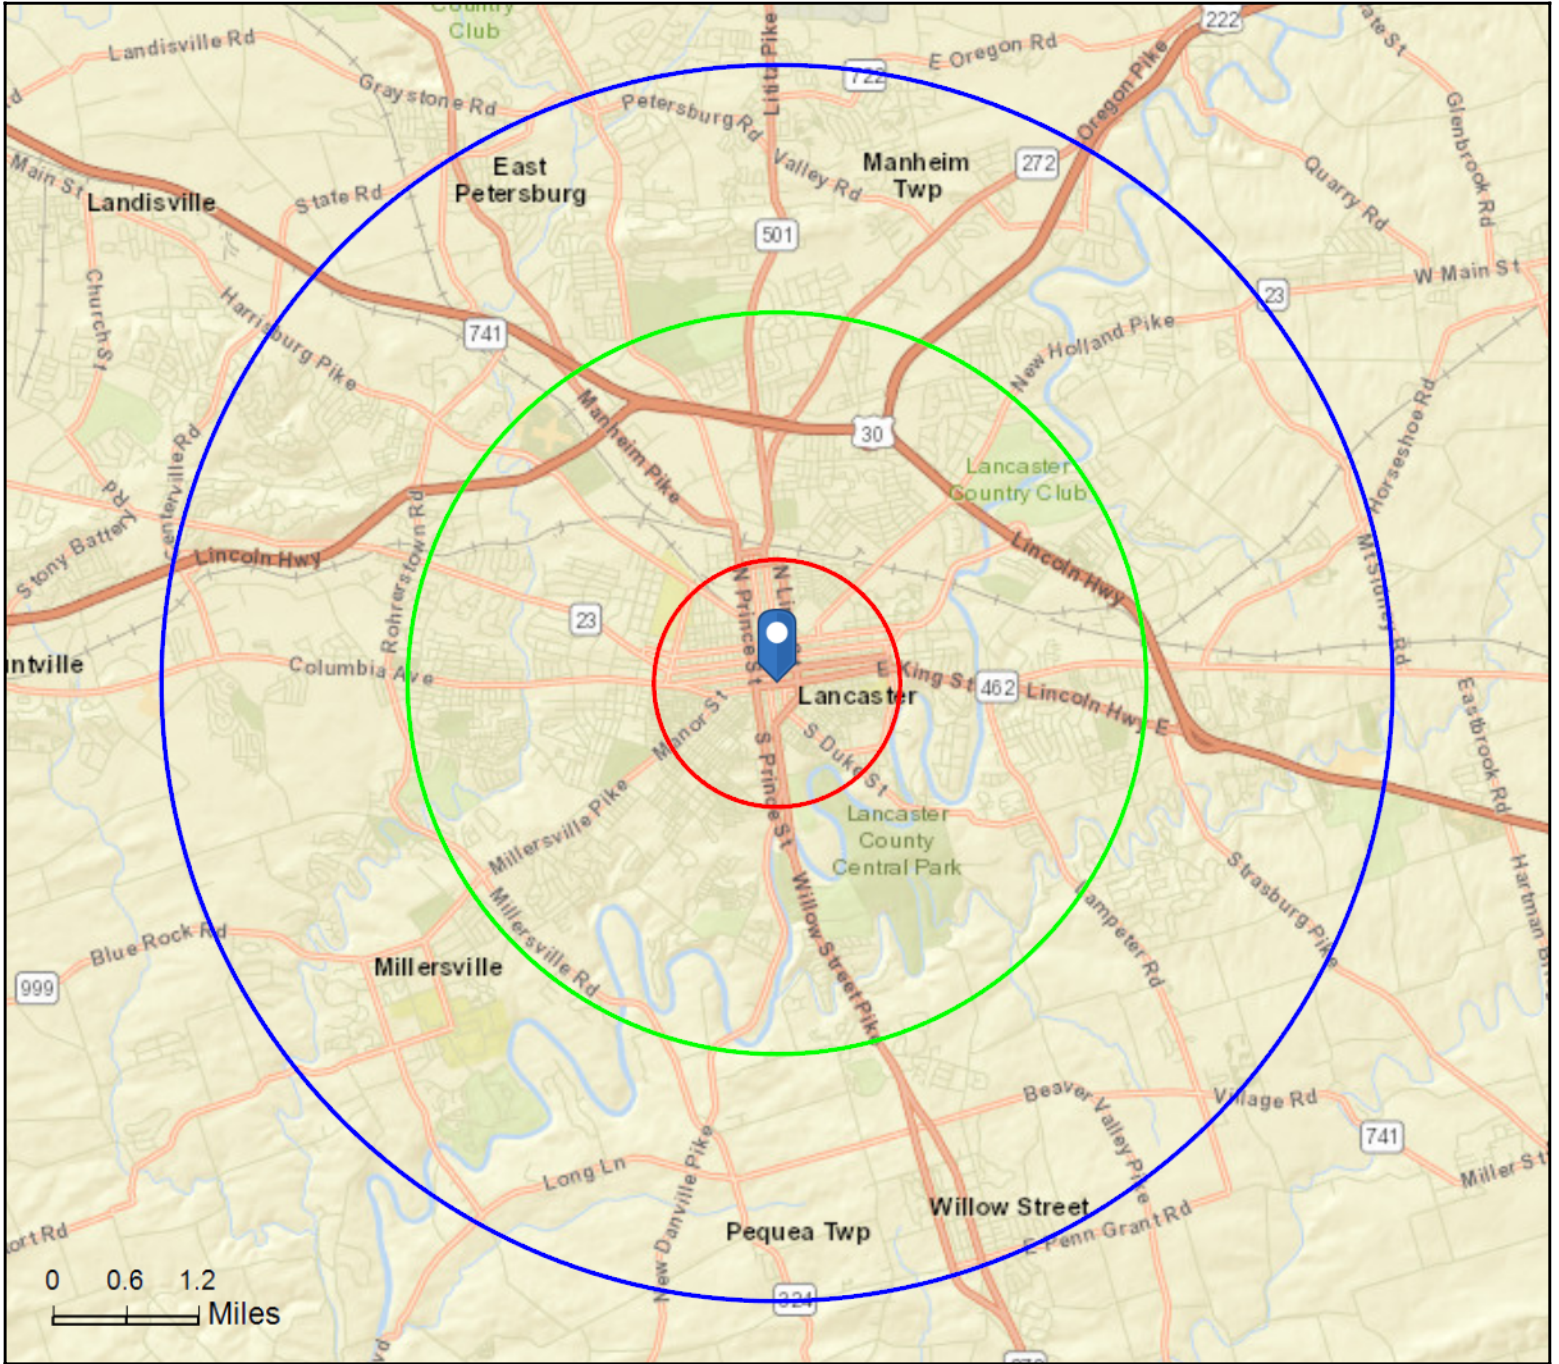 Country
Club
222
Landisville Rd
Lititz Pike
E Oregon Rd
ate St
722
Graystone Rd
Petersburg Rd
Oregon Pike
Glenbrook Rd
Main St
East
Petersburg
Valley Rd
Manheim
Twp
272
Quarry Rd
Landisville
State Rd
501
W Main St
23
Church St
Harrisburg Pike
741
New Holland Pike
Manheim Pike
30
Horseshoe Rd
Centerville Rd
Lancaster
Country Club
Stony Battery
Rd
Rohrerstown Rd
Lincoln Hwy
Lincoln Hwy
Mt Sidney Rd
N Prince St
N Li
23
ntville
Columbia Ave
E King St
462
Lincoln Hwy E
Lancaster
Manor St
S Duke St
S Prince St
Eastbrook Rd
Millersville Pike
Lancaster
County
Central Park
Strasburg Pike
Hartman
Willow Street Pike
Lampeter Rd
Blue Rock Rd
Millersville Rd
Millersville
999
Beaver Valley Pike
Village Rd
741
Miller St
Long Ln
New Danville Pike
Willow Street
Pequea Twp
E Penn Grant Rd
ort Rd
0 0.6 1.2
Miles
324
vd